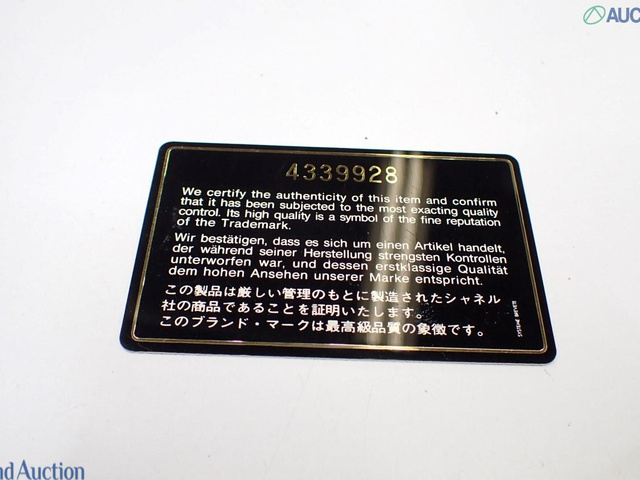 AUC
4339928
We certify the authenticity of this item and confirm
that it has been subjected to the most exacting quality
control. Its high quality is a symbol of the fine reputation
of the Trademark.
Wir bestätigen, dass es sich um einen Artikel handelt,
der während seiner Herstellung strengsten Kontrollen
unterworfen war, und dessen erstklassige Qualität
dem hohen Ansehen unserer Marke entspricht.
この製品は厳しい管理のもとに製造されたシャネル
社の商品であることを証明いたします。
このブランド・マークは最高級品質の象徴です。
nd Auction